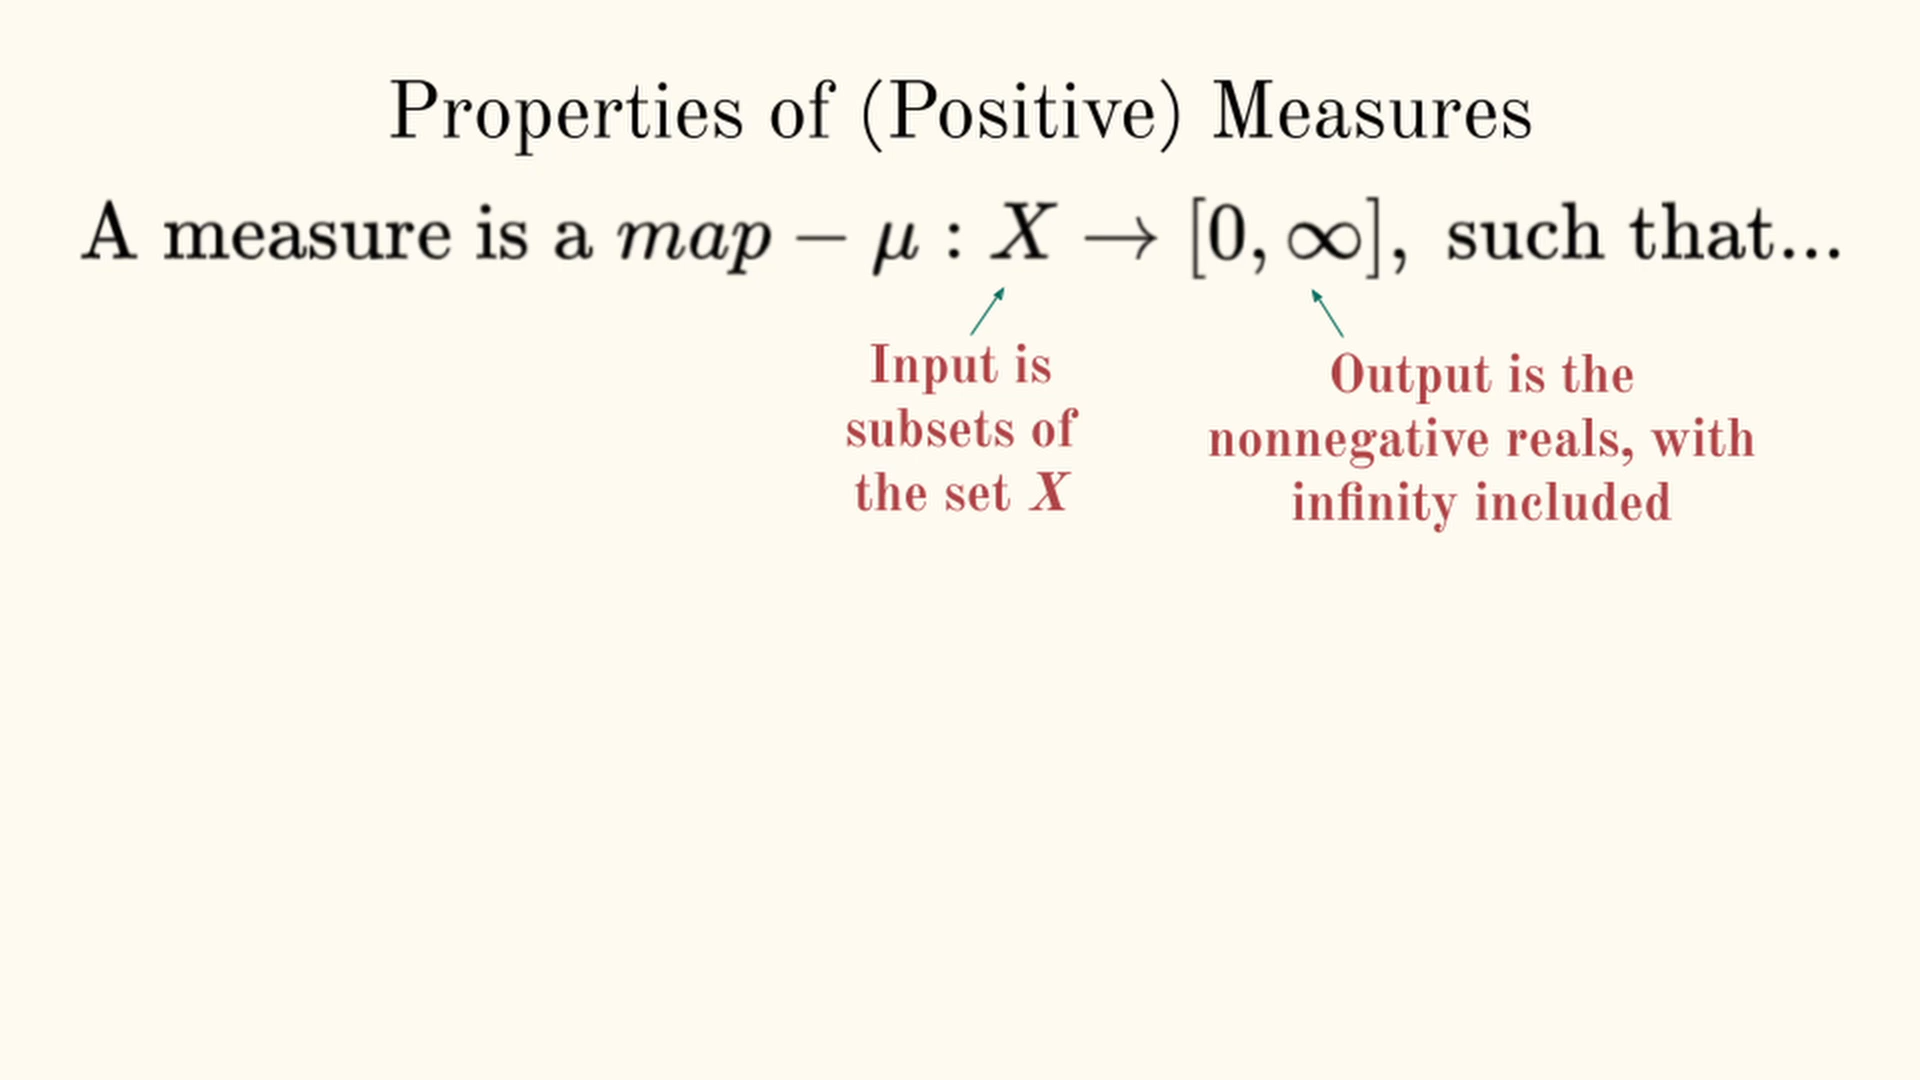 Properties of (Positive) Measures
A measure is a map – μ : X → [0, ∞], such that...
Input is
subsets of
the set X
Output is the
nonnegative reals, with
infinity included